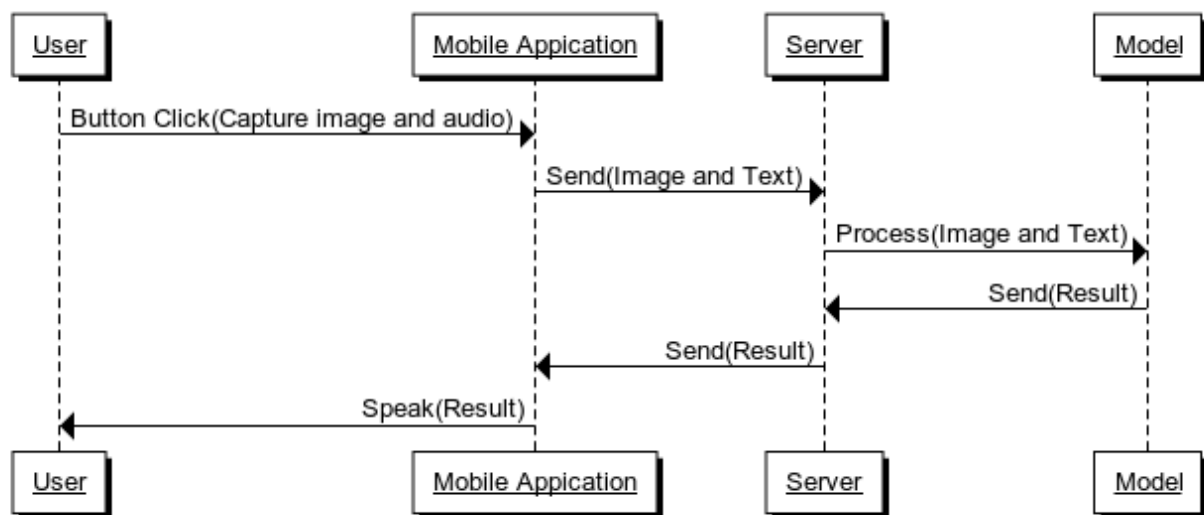 User Mobile Appication Server Model
Button Click(Capture image and audio)
Send(Image and Text)
Process(Image and Text)
Send(Result)
Send(Result)
Speak(Result)
User Mobile Appication Server Model